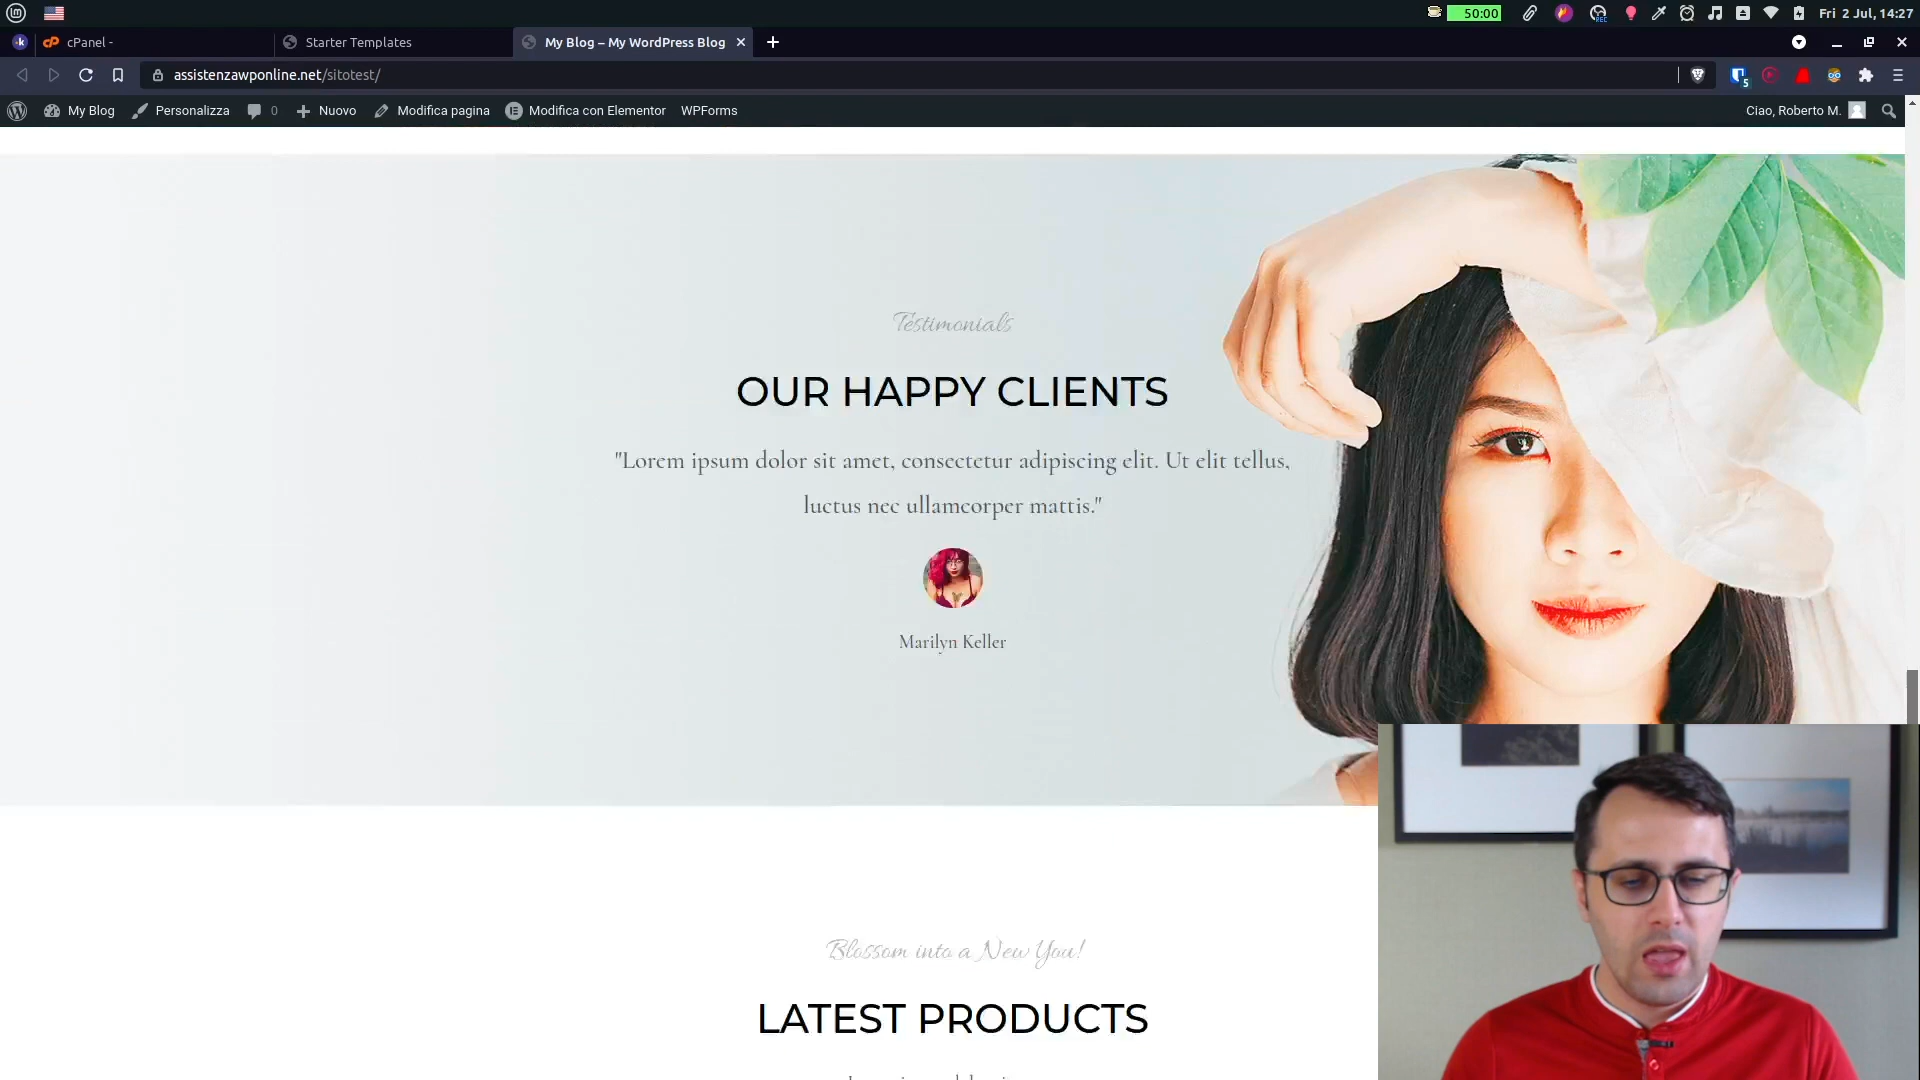 50:00
REC
Fri 2 Jul, 14:27
k
cP cPanel -
Starter Templates
My Blog – My WordPress Blog
assistenzawponline.net/sitotest/
5
My Blog
Personalizza
0
Nuovo
Modifica pagina
Modifica con Elementor
WPForms
Ciao, Roberto M.
Testimonials
OUR HAPPY CLIENTS
"Lorem ipsum dolor sit amet, consectetur adipiscing elit. Ut elit tellus,
luctus nec ullamcorper mattis."
Marilyn Keller
Blossom into a New You!
LATEST PRODUCTS